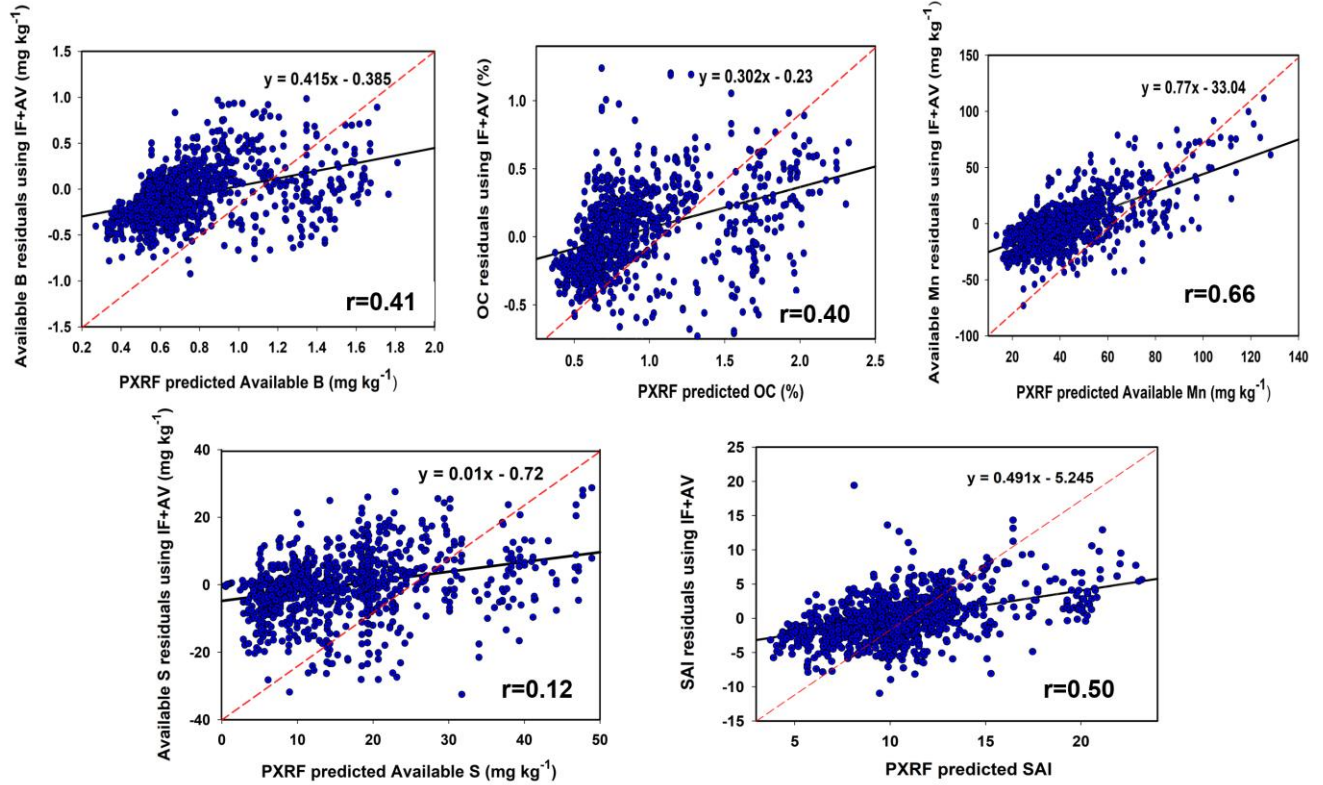 Available B residuals using IF+AV (mg kg⁻¹)
1.5
1.0
0.5
0.0
-0.5
-1.0
-1.5
y = 0.415x - 0.385
r=0.41
0.2 0.4 0.6 0.8 1.0 1.2 1.4 1.6 1.8 2.0
PXRF predicted Available B (mg kg⁻¹)
OC residuals using IF+AV (%)
1.0
0.5
0.0
-0.5
y = 0.302x - 0.23
r=0.40
0.5 1.0 1.5 2.0 2.5
PXRF predicted OC (%)
Available Mn residuals using IF+AV (mg kg⁻¹)
150
100
50
0
-50
-100
y = 0.77x - 33.04
r=0.66
20 40 60 80 100 120 140
PXRF predicted Available Mn (mg kg⁻¹)
Available S residuals using IF+AV (mg kg⁻¹)
40
20
0
-20
-40
y = 0.01x - 0.72
r=0.12
0 10 20 30 40 50
PXRF predicted Available S (mg kg⁻¹)
SAI residuals using IF+AV
25
20
15
10
5
0
-5
-10
-15
y = 0.491x - 5.245
r=0.50
5 10 15 20
PXRF predicted SAI